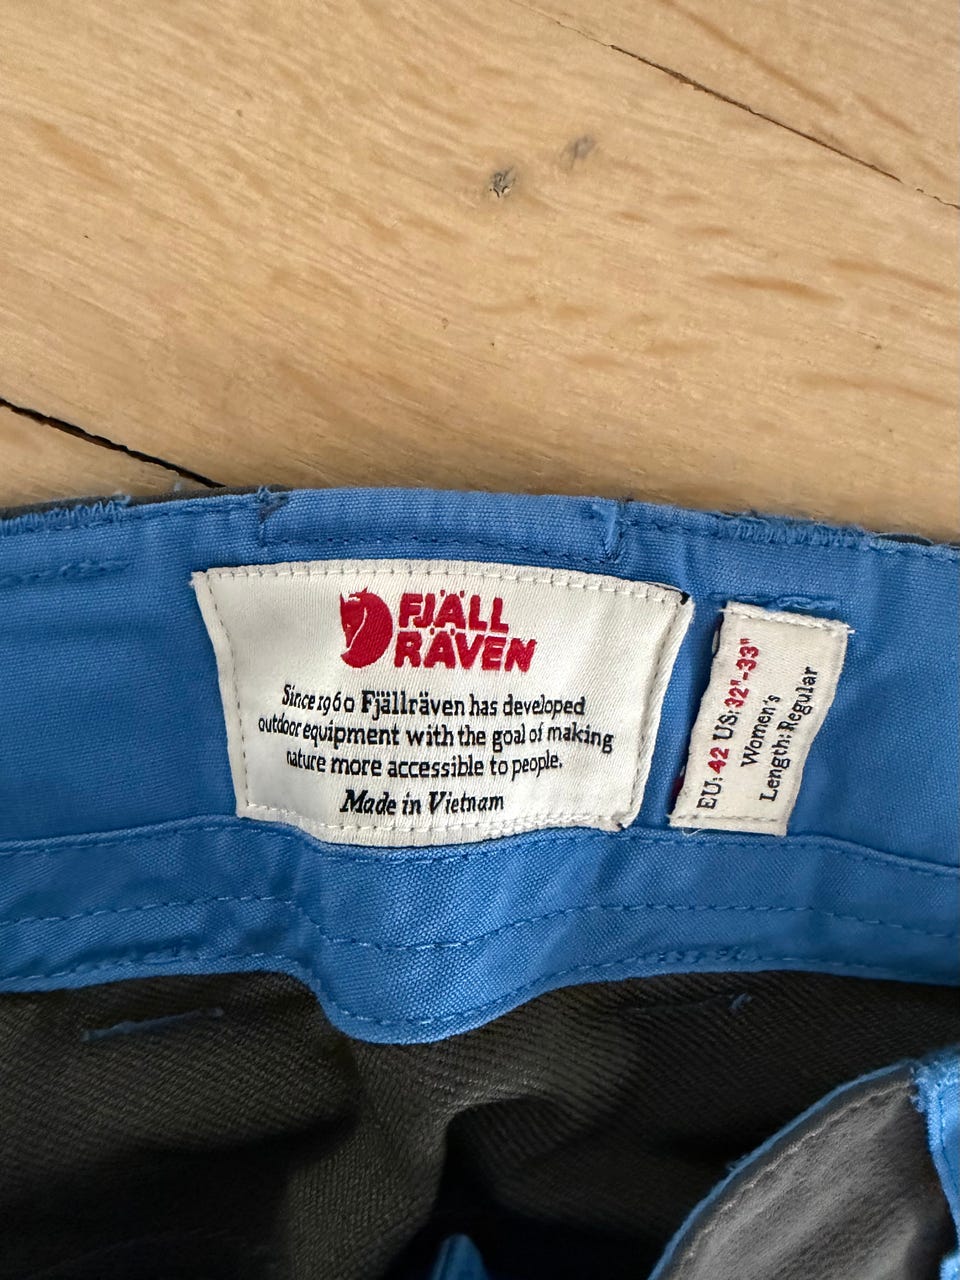 FJÄLL
RÄVEN
Since 1960 Fjällräven has developed
outdoor equipment with the goal of making
nature more accessible to people.
Made in Vietnam
EU: 42 US: 32"-33"
Women's
Length: Regular